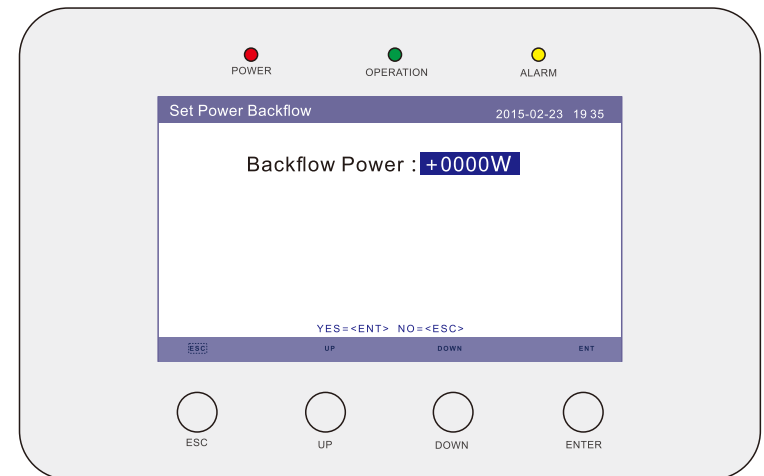 POWER OPERATION ALARM
Set Power Backflow 2015-02-23 19 35
Backflow Power : +0000W
YES=<ENT> NO=<ESC>
ESC UP DOWN ENT
ESC UP DOWN ENTER